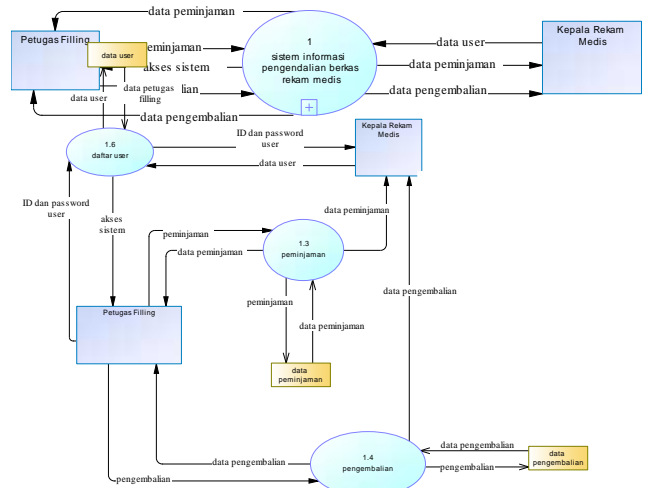 data peminjaman
Petugas Filling
data user
eminjaman
akses sistem
lian
1
sistem informasi
pengendalian berkas
rekam medis
data user
data peminjaman
data pengembalian
Kepala Rekam
Medis
data user
data petugas
filling
data pengembalian
1.6
daftar user
ID dan password
user
data user
Kepala Rekam
Medis
ID dan password
user
akses
sistem
peminjaman
data peminjaman
1.3
peminjaman
data peminjaman
peminjaman
data peminjaman
data pengembalian
Petugas Filling
data
peminjaman
data pengembalian
pengembalian
1.4
pengembalian
data pengembalian
pengembalian
data
pengembalian